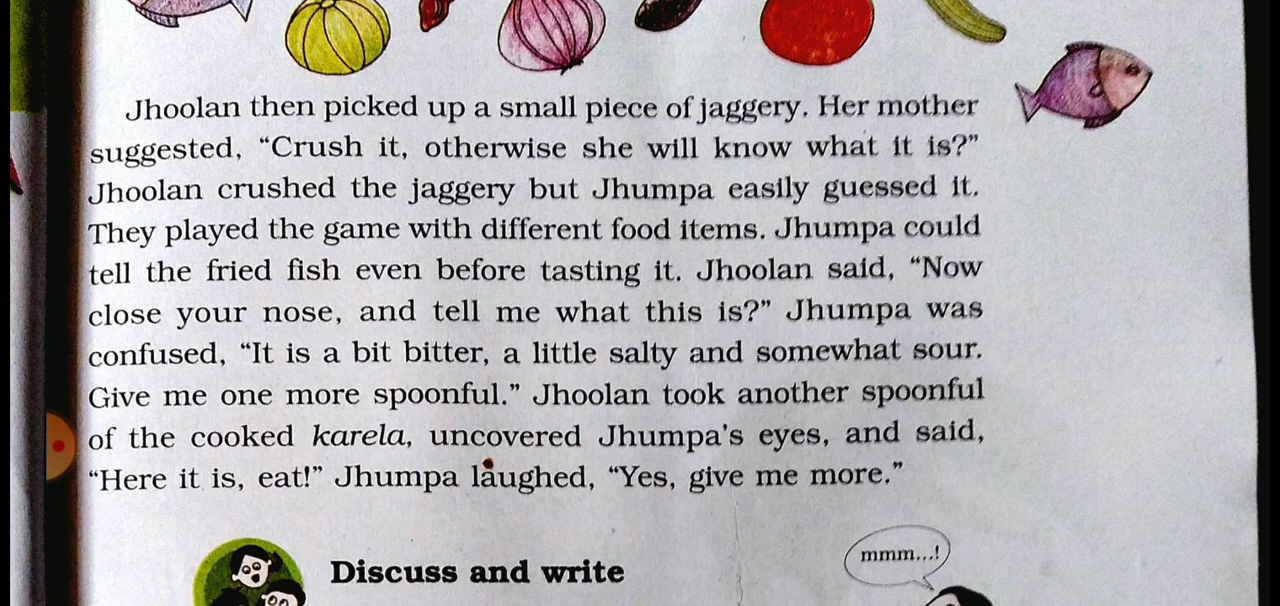 Jhoolan then picked up a small piece of jaggery. Her mother
suggested, “Crush it, otherwise she will know what it is?”
Jhoolan crushed the jaggery but Jhumpa easily guessed it.
They played the game with different food items. Jhumpa could
tell the fried fish even before tasting it. Jhoolan said, “Now
close your nose, and tell me what this is?” Jhumpa was
confused, “It is a bit bitter, a little salty and somewhat sour.
Give me one more spoonful.” Jhoolan took another spoonful
of the cooked karela, uncovered Jhumpa's eyes, and said,
“Here it is, eat!” Jhumpa laughed, “Yes, give me more.”
mmm...!
Discuss and write